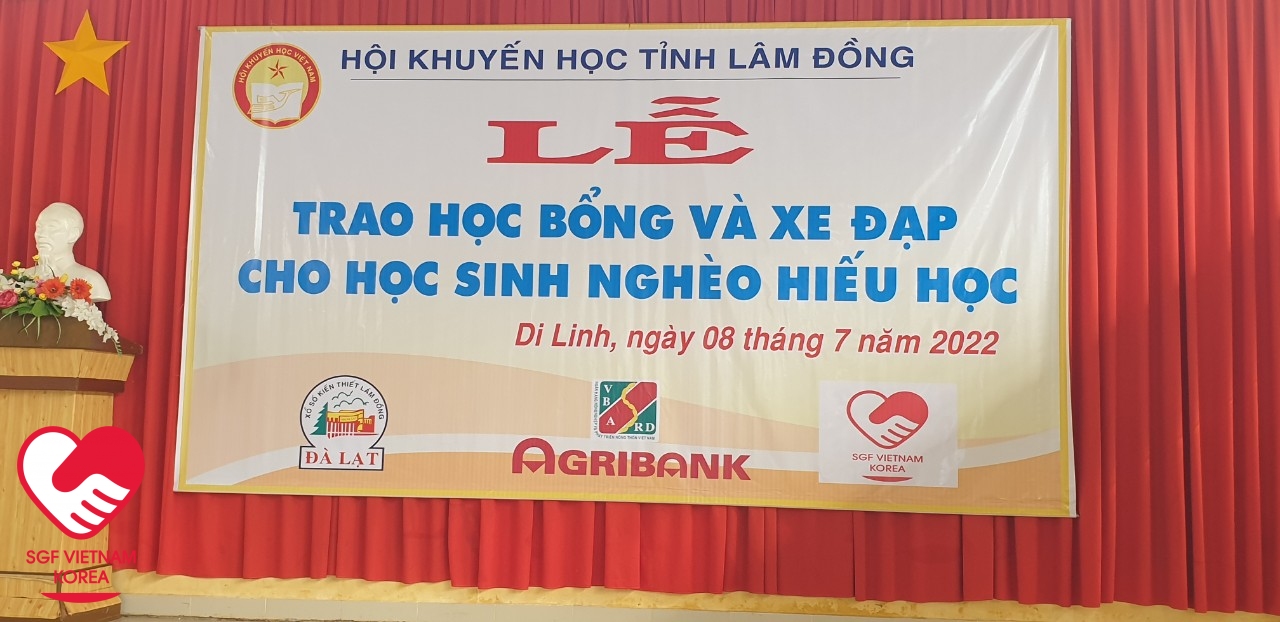 HỘI KHUYẾN HỌC VIỆT NAM
HỘI KHUYẾN HỌC TỈNH LÂM ĐỒNG
LỄ
TRAO HỌC BỔNG VÀ XE ĐẠP
CHO HỌC SINH NGHÈO HIẾU HỌC
Di Linh, ngày 08 tháng 7 năm 2022
XỔ SỐ KIẾN THIẾT LÂM ĐỒNG
ĐÀ LẠT
VBARD
AGRIBANK
SGF VIETNAM
KOREA
SGF VIETNAM
KOREA